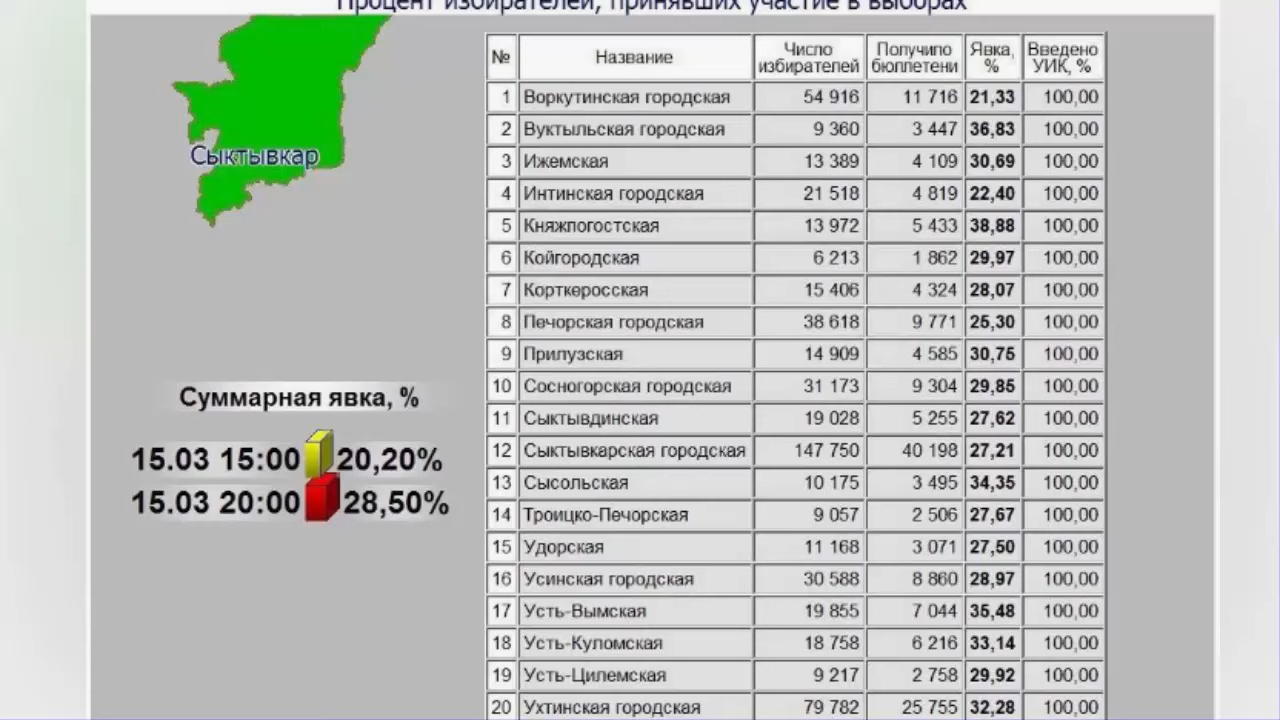 Процент избирателей, принявших участие в выборах
Сыктывкар
Суммарная явка, %
15.03 15:00 20,20%
15.03 20:00 28,50%
№ Название Число избирателей Получило бюллетени Явка, % Введено УИК, %
1 Воркутинская городская 54 916 11 716 21,33 100,00
2 Вуктыльская городская 9 360 3 447 36,83 100,00
3 Ижемская 13 389 4 109 30,69 100,00
4 Интинская городская 21 518 4 819 22,40 100,00
5 Княжпогостская 13 972 5 433 38,88 100,00
6 Койгородская 6 213 1 862 29,97 100,00
7 Корткеросская 15 406 4 324 28,07 100,00
8 Печорская городская 38 618 9 771 25,30 100,00
9 Прилузская 14 909 4 585 30,75 100,00
10 Сосногорская городская 31 173 9 304 29,85 100,00
11 Сыктывдинская 19 028 5 255 27,62 100,00
12 Сыктывкарская городская 147 750 40 198 27,21 100,00
13 Сысольская 10 175 3 495 34,35 100,00
14 Троицко-Печорская 9 057 2 506 27,67 100,00
15 Удорская 11 168 3 071 27,50 100,00
16 Усинская городская 30 588 8 860 28,97 100,00
17 Усть-Вымская 19 855 7 044 35,48 100,00
18 Усть-Куломская 18 758 6 216 33,14 100,00
19 Усть-Цилемская 9 217 2 758 29,92 100,00
20 Ухтинская городская 79 782 25 755 32,28 100,00